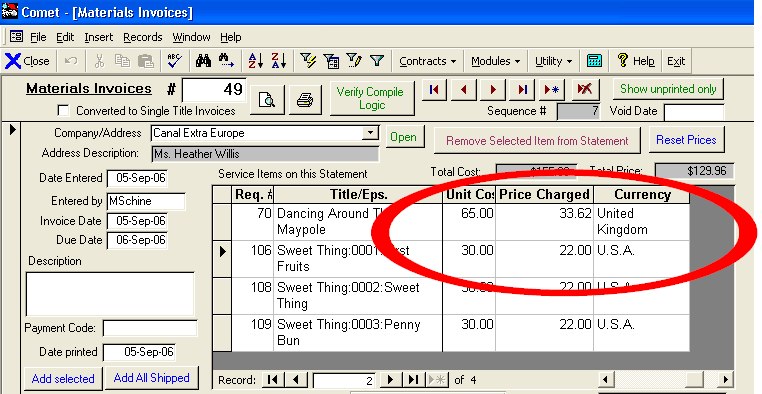 Comet - [Materials Invoices]
File Edit Insert Records Window Help
Close Contracts Modules Utility Help Exit
Materials Invoices # 49
Verify Compile Logic
Show unprinted only
Converted to Single Title Invoices
Sequence # 7 Void Date
Company/Address Canal Extra Europe
Open
Remove Selected Item from Statement
Reset Prices
Address Description: Ms. Heather Willis
Date Entered 05-Sep-06
Service Items on this Statement
Total Cost: Total Price: $129.96
Entered by MSchine
Invoice Date 05-Sep-06
Due Date 06-Sep-06
Description
Payment Code:
Date printed 05-Sep-06
Add selected Add All Shipped
Req. # Title/Eps. Unit Cos Price Charged Currency
70 Dancing Around Th 65.00 33.62 United
Maypole Kingdom
106 Sweet Thing:0001: rst 30.00 22.00 U.S.A.
Fruits
108 Sweet Thing:0002:Sweet 22.00 U.S.A.
Thing
109 Sweet Thing:0003:Penny 30.00 22.00 U.S.A.
Bun
Record: 2 of 4